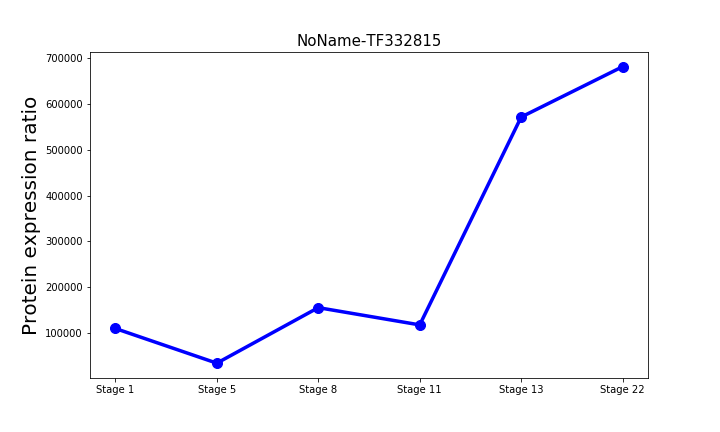 NoName-TF332815
Protein expression ratio
700000
600000
500000
400000
300000
200000
100000
Stage 1 Stage 5 Stage 8 Stage 11 Stage 13 Stage 22